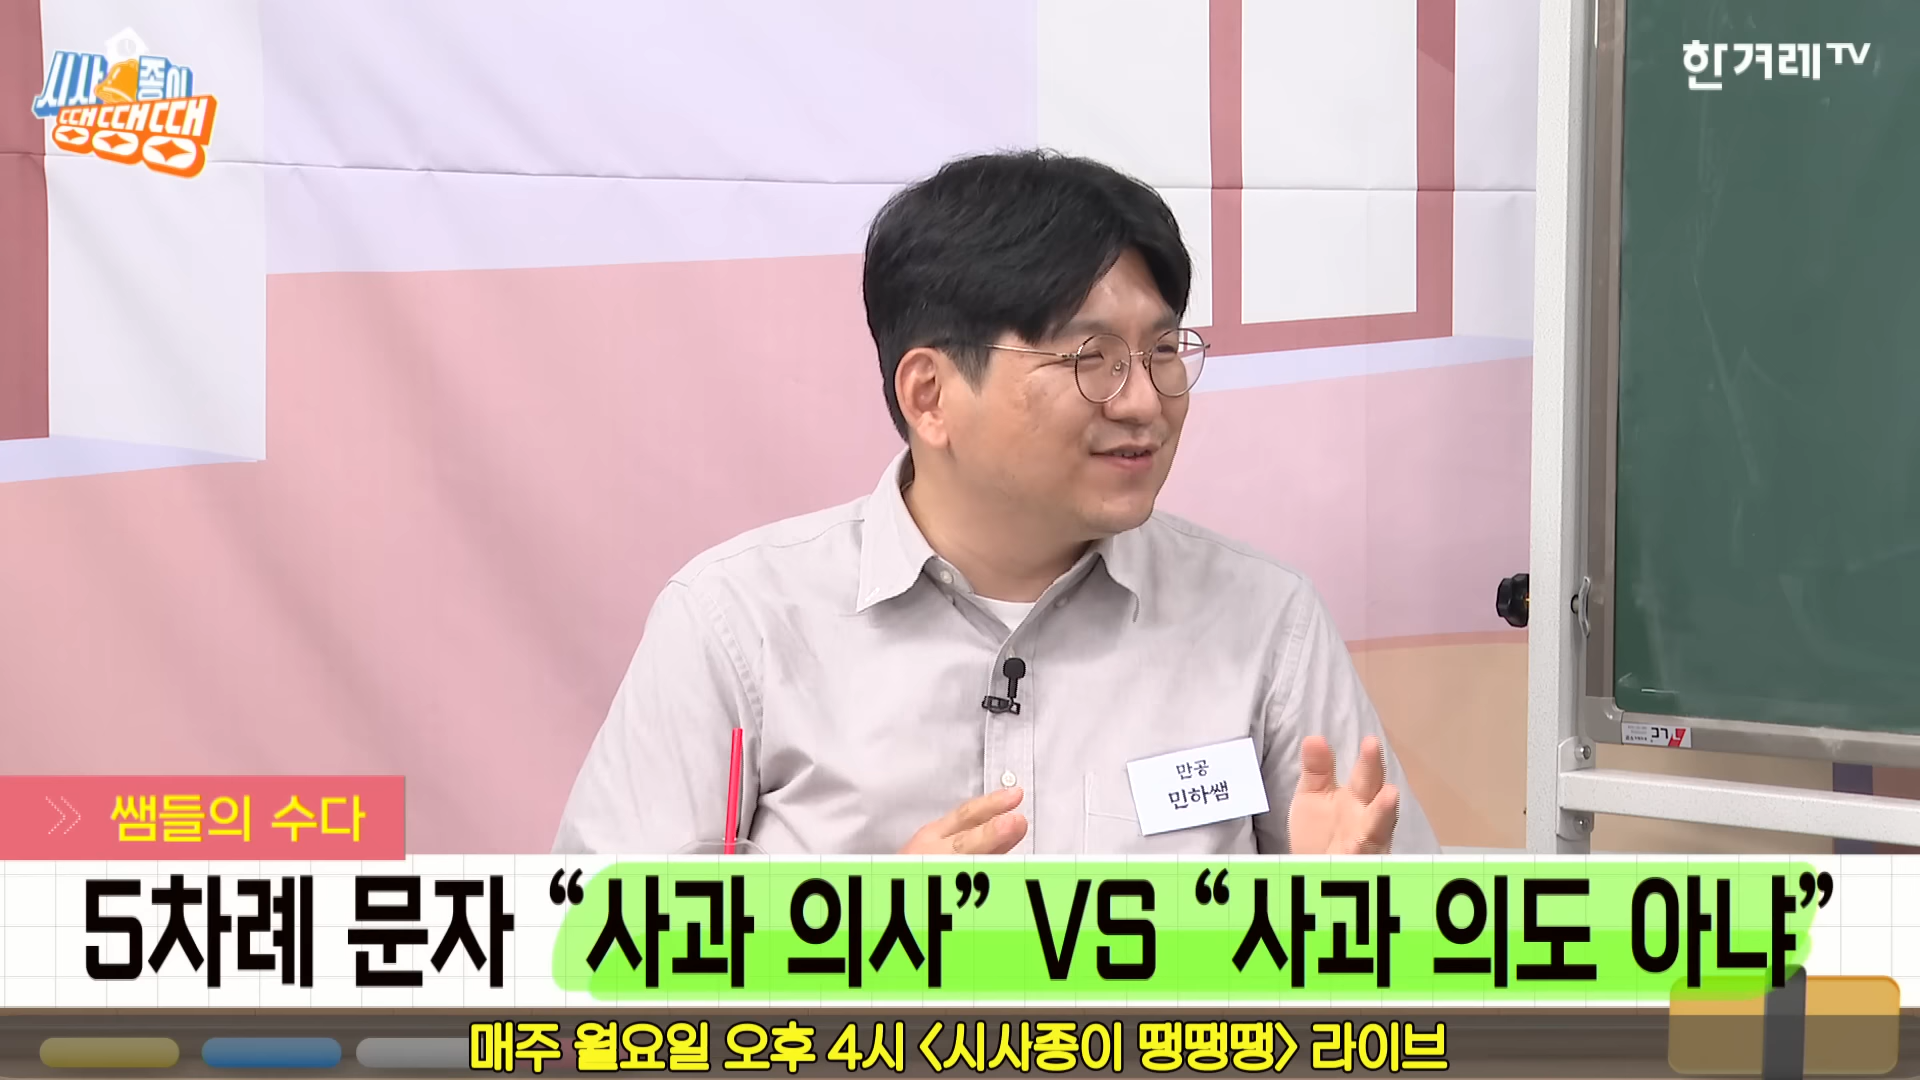 시사종이
땡땡땡
한겨레TV
만공
민하쌤
쌤들의 수다
5차례 문자 “사과 의사” VS “사과 의도 아냐”
매주 월요일 오후 4시 <시사종이 땡땡땡> 라이브